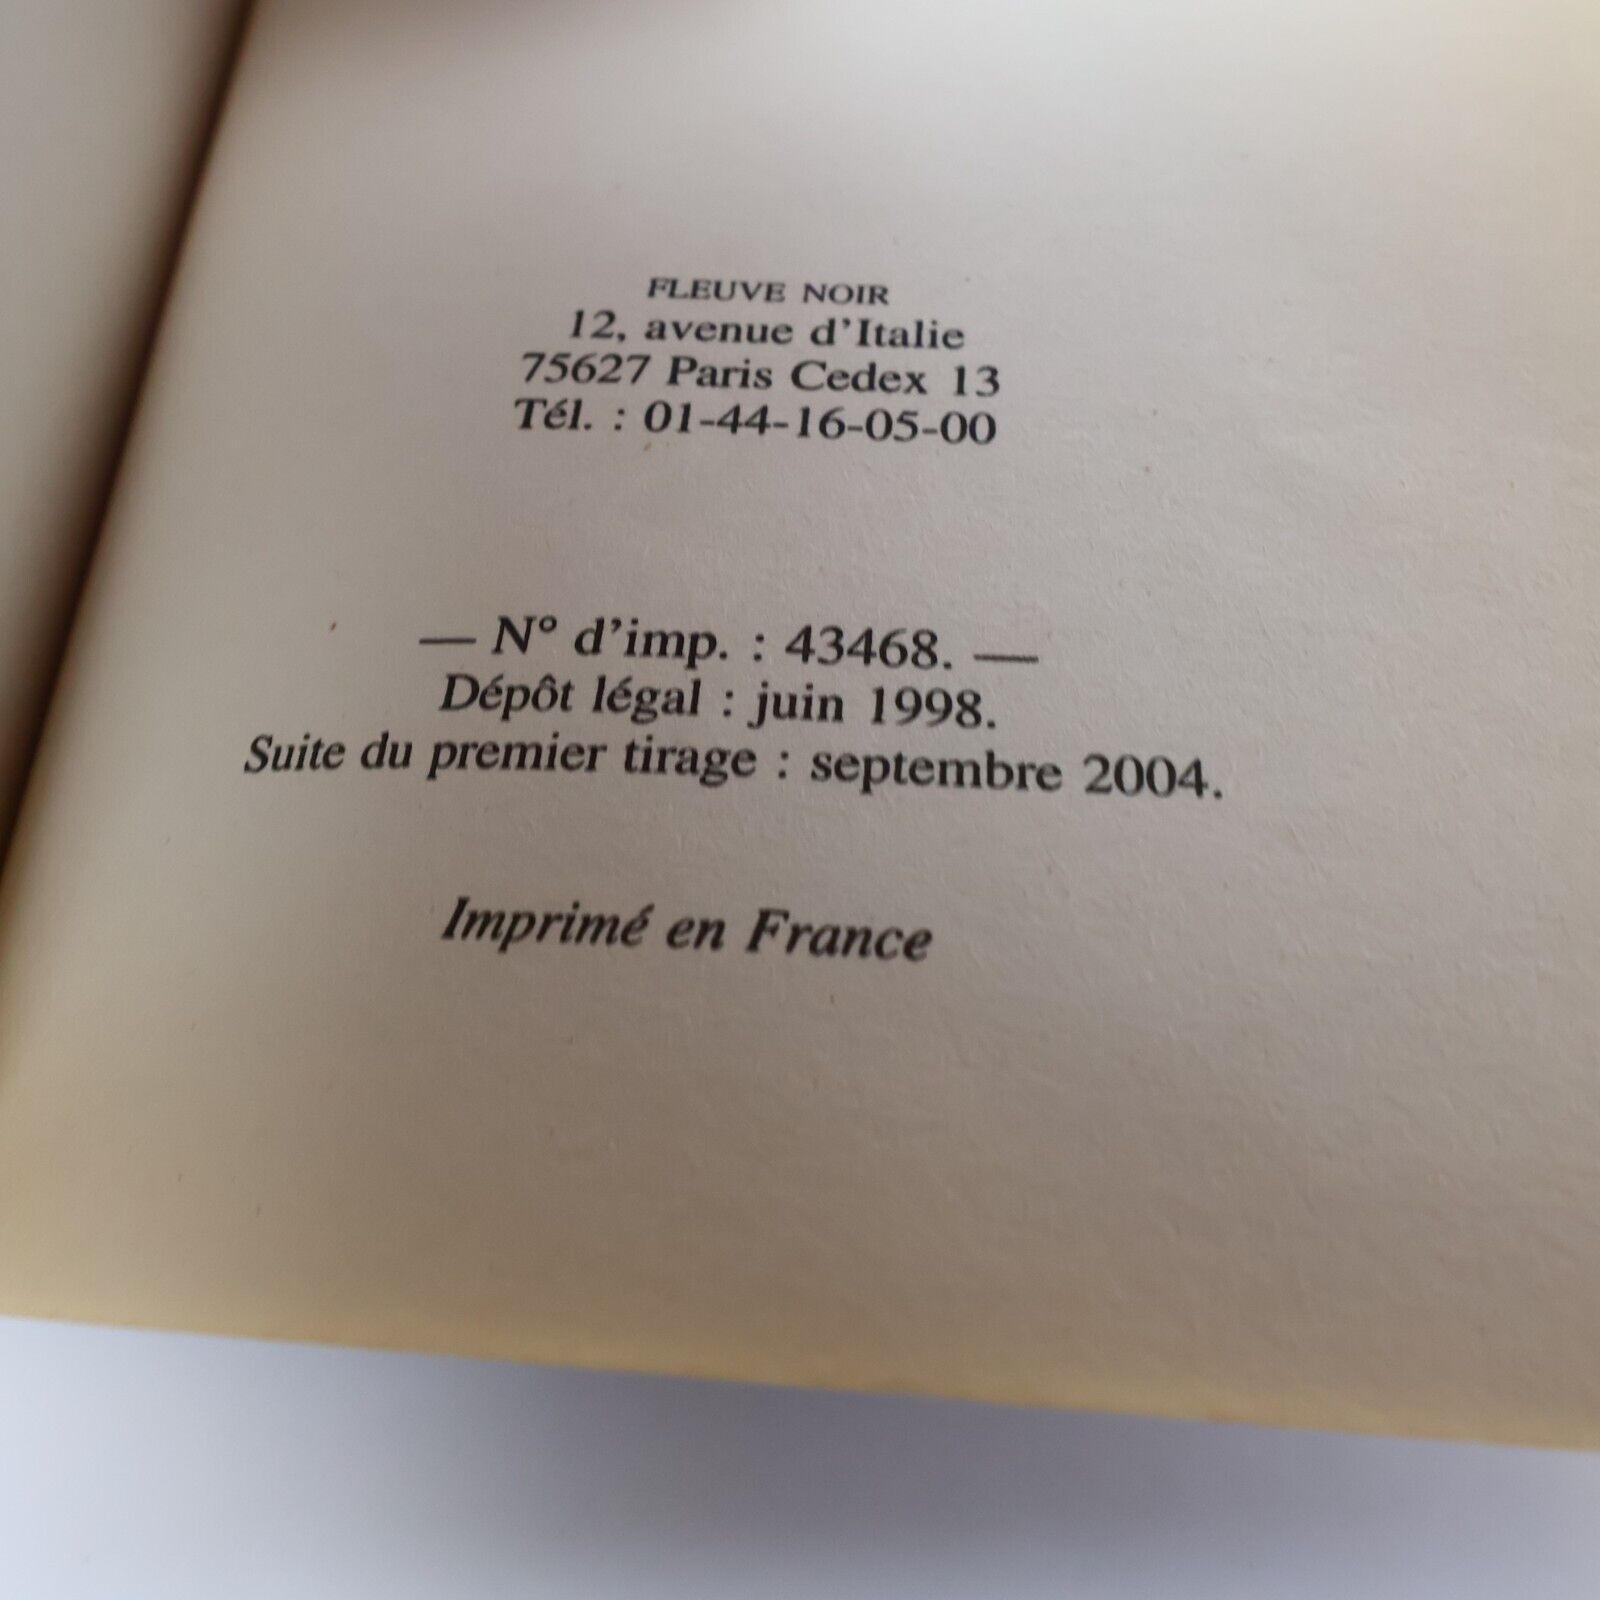 FLEUVE NOIR
12, avenue d'Italie
75627 Paris Cedex 13
Tél. : 01-44-16-05-00
— N° d'imp. : 43468. —
Dépôt légal : juin 1998.
Suite du premier tirage : septembre 2004.
Imprimé en France